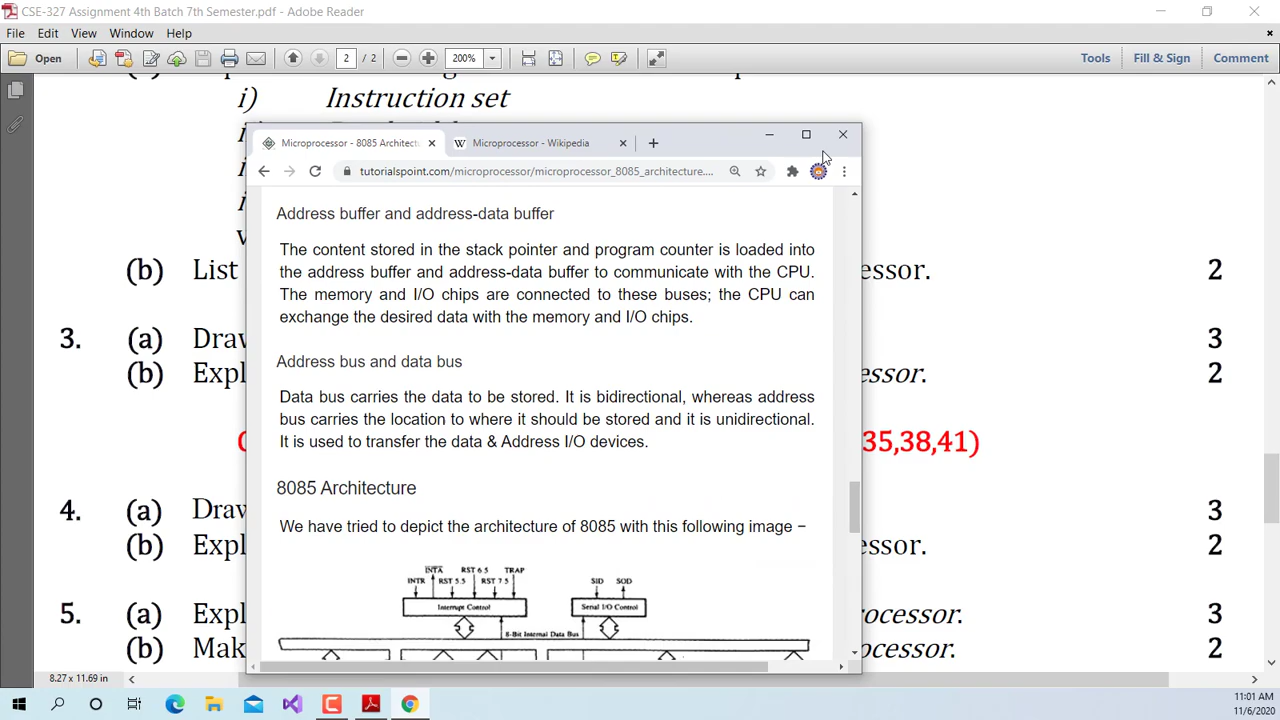 CSE-327 Assignment 4th Batch 7th Semester.pdf - Adobe Reader
File Edit View Window Help
Open 2 / 2 200% Tools Fill & Sign Comment
i) Instruction set
(b) List
essor.
2
3. (a) Draw
3
(b) Expl
essor.
2
35,38,41)
4. (a) Draw
3
(b) Expl
essor.
2
5. (a) Expl
rocessor.
3
(b) Mak
ocessor.
2
Microprocessor - 8085 Architect
Microprocessor - Wikipedia
tutorialspoint.com/microprocessor/microprocessor_8085_architecture....
Address buffer and address-data buffer
The content stored in the stack pointer and program counter is loaded into
the address buffer and address-data buffer to communicate with the CPU.
The memory and I/O chips are connected to these buses; the CPU can
exchange the desired data with the memory and I/O chips.
Address bus and data bus
Data bus carries the data to be stored. It is bidirectional, whereas address
bus carries the location to where it should be stored and it is unidirectional.
It is used to transfer the data & Address I/O devices.
8085 Architecture
We have tried to depict the architecture of 8085 with this following image −
INTA RST 6.5 TRAP
INTR RST 5.5 RST 7.5 SID SOD
Interrupt Control Serial I/O Control
8-Bit Internal Data Bus
8.27 x 11.69 in
11:01 AM
11/6/2020